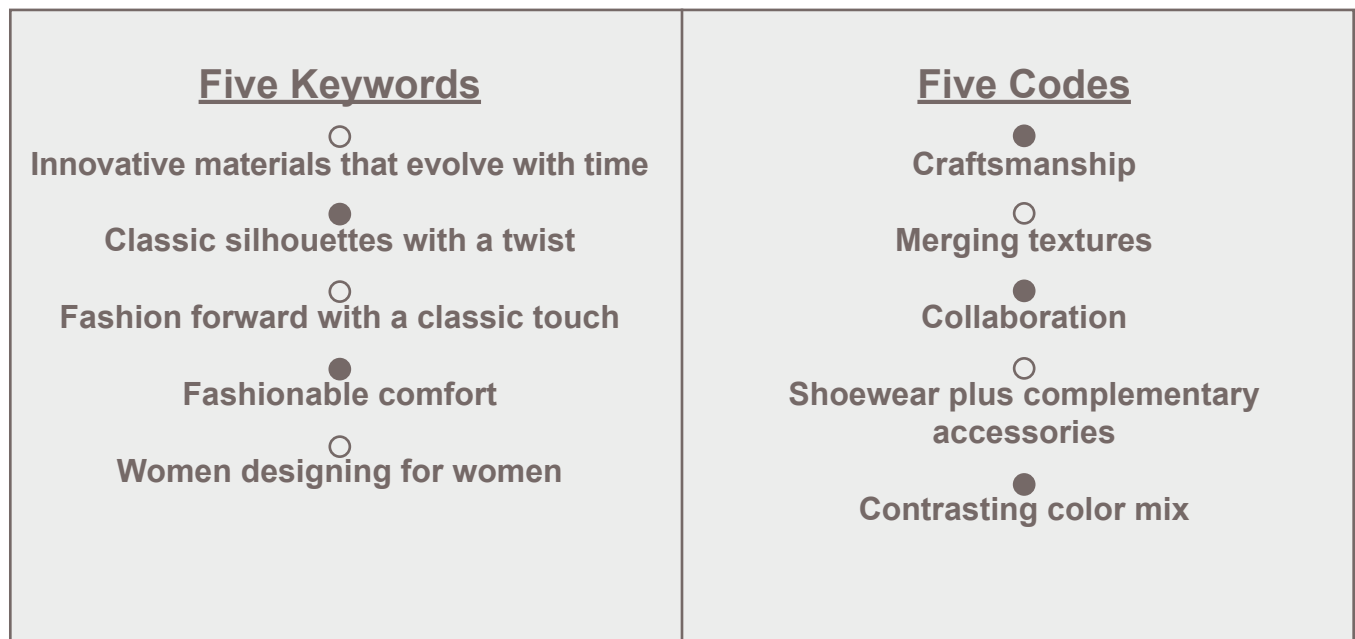 Five Keywords
Innovative materials that evolve with time
Classic silhouettes with a twist
Fashion forward with a classic touch
Fashionable comfort
Women designing for women
Five Codes
Craftsmanship
Merging textures
Collaboration
Shoewear plus complementary
accessories
Contrasting color mix